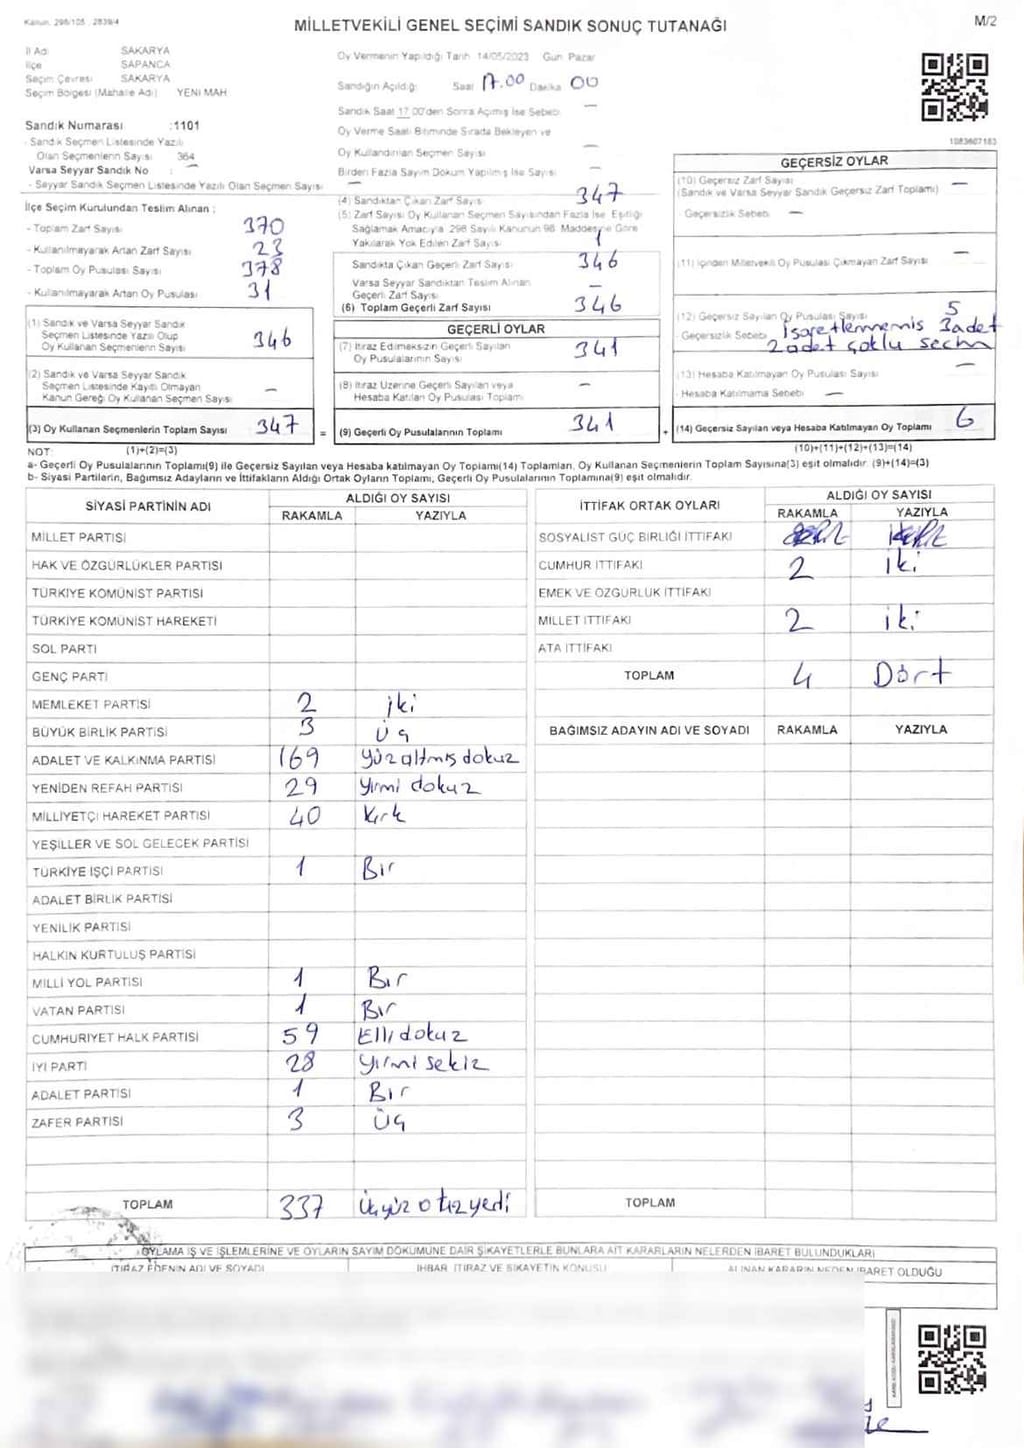 Kanun: 298/105 , 2839/4
MİLLETVEKİLİ GENEL SEÇİMİ SANDIK SONUÇ TUTANAĞI
M/2
İl Adı SAKARYA
İlçe SAPANCA
Seçim Çevresi SAKARYA
Seçim Bölgesi (Mahalle Adı) YENİ MAH
Sandık Numarası :1101
- Sandık Seçmen Listesinde Yazılı
Olan Seçmenlerin Sayısı 364
Varsa Seyyar Sandık No : —
- Seyyar Sandık Seçmen Listesinde Yazılı Olan Seçmen Sayısı —
İlçe Seçim Kurulundan Teslim Alınan :
- Toplam Zarf Sayısı 370
- Kullanılmayarak Artan Zarf Sayısı 23
- Toplam Oy Pusulası Sayısı 378
- Kullanılmayarak Artan Oy Pusulası 31
(1) Sandık ve Varsa Seyyar Sandık
Seçmen Listesinde Yazılı Olup
Oy Kullanan Seçmenlerin Sayısı 346
(2) Sandık ve Varsa Seyyar Sandık
Seçmen Listesinde Kayıtlı Olmayan
Kanun Gereği Oy Kullanan Seçmen Sayısı —
(3) Oy Kullanan Seçmenlerin Toplam Sayısı 347 =
Oy Vermenin Yapıldığı Tarih 14/05/2023 Gün Pazar
Sandığın Açıldığı: Saat 17.00 Dakika 00
Sandık Saat 17.00'den Sonra Açılmış İse Sebebi —
Oy Verme Saati Bitiminde Sırada Bekleyen ve
Oy Kullandırılan Seçmen Sayısı —
Birden Fazla Sayım Döküm Yapılmış İse Sayısı —
(4) Sandıktan Çıkan Zarf Sayısı 347
(5) Zarf Sayısı Oy Kullanan Seçmen Sayısından Fazla İse Eşitliği
Sağlamak Amacıyla 298 Sayılı Kanunun 98. Maddesine Göre
Yakılarak Yok Edilen Zarf Sayısı 1
Sandıkta Çıkan Geçerli Zarf Sayısı 346
Varsa Seyyar Sandıktan Teslim Alınan
Geçerli Zarf Sayısı —
(6) Toplam Geçerli Zarf Sayısı 346
GEÇERLİ OYLAR
(7) İtiraz Edilmeksizin Geçerli Sayılan
Oy Pusulalarının Sayısı 341
(8) İtiraz Üzerine Geçerli Sayılan veya
Hesaba Katılan Oy Pusulası Toplamı —
(9) Geçerli Oy Pusulalarının Toplamı 341 +
1083607183
GEÇERSİZ OYLAR
(10) Geçersiz Zarf Sayısı
(Sandık ve Varsa Seyyar Sandık Geçersiz Zarf Toplamı) —
- Geçersizlik Sebebi —
(11) İçinden Milletvekili Oy Pusulası Çıkmayan Zarf Sayısı —
(12) Geçersiz Sayılan Oy Pusulası Sayısı 5
- Geçersizlik Sebebi İşaretlenmemiş 3 adet
2 adet çoklu seçim
(13) Hesaba Katılmayan Oy Pusulası Sayısı —
- Hesaba Katılmama Sebebi —
(14) Geçersiz Sayılan veya Hesaba Katılmayan Oy Toplamı 6
NOT: (1)+(2)=(3) (10)+(11)+(12)+(13)=(14)
a- Geçerli Oy Pusulalarının Toplamı(9) ile Geçersiz Sayılan veya Hesaba katılmayan Oy Toplamı(14) Toplamları, Oy Kullanan Seçmenlerin Toplam Sayısına(3) eşit olmalıdır. (9)+(14)=(3)
b- Siyasi Partilerin, Bağımsız Adayların ve İttifakların Aldığı Ortak Oyların Toplamı, Geçerli Oy Pusulalarının Toplamına(9) eşit olmalıdır.
SİYASİ PARTİNİN ADI ALDIĞI OY SAYISI
RAKAMLA YAZIYLA
MİLLET PARTİSİ
HAK VE ÖZGÜRLÜKLER PARTİSİ
TÜRKİYE KOMÜNİST PARTİSİ
TÜRKİYE KOMÜNİST HAREKETİ
SOL PARTİ
GENÇ PARTİ
MEMLEKET PARTİSİ 2 iki
BÜYÜK BİRLİK PARTİSİ 3 Üç
ADALET VE KALKINMA PARTİSİ 169 Yüzaltmış dokuz
YENİDEN REFAH PARTİSİ 29 Yirmi dokuz
MİLLİYETÇİ HAREKET PARTİSİ 40 Kırk
YEŞİLLER VE SOL GELECEK PARTİSİ
TÜRKİYE İŞÇİ PARTİSİ 1 Bir
ADALET BİRLİK PARTİSİ
YENİLİK PARTİSİ
HALKIN KURTULUŞ PARTİSİ
MİLLİ YOL PARTİSİ 1 Bir
VATAN PARTİSİ 1 Bir
CUMHURİYET HALK PARTİSİ 59 Elli dokuz
İYİ PARTİ 28 Yirmi sekiz
ADALET PARTİSİ 1 Bir
ZAFER PARTİSİ 3 Üç
TOPLAM 337 Üçyüz otuzyedi
İTTİFAK ORTAK OYLARI ALDIĞI OY SAYISI
RAKAMLA YAZIYLA
SOSYALİST GÜÇ BİRLİĞİ İTTİFAKI
CUMHUR İTTİFAKI 2 iki
EMEK VE ÖZGÜRLÜK İTTİFAKI
MİLLET İTTİFAKI 2 iki
ATA İTTİFAKI
TOPLAM 4 Dört
BAĞIMSIZ ADAYIN ADI VE SOYADI RAKAMLA YAZIYLA
TOPLAM
OYLAMA İŞ VE İŞLEMLERİNE VE OYLARIN SAYIM DÖKÜMÜNE DAİR ŞİKAYETLERLE BUNLARA AİT KARARLARIN NELERDEN İBARET BULUNDUKLARI
İTİRAZ EDENİN ADI VE SOYADI İHBAR, İTİRAZ VE ŞİKAYETİN KONUSU ALINAN KARARIN NEDEN İBARET OLDUĞU